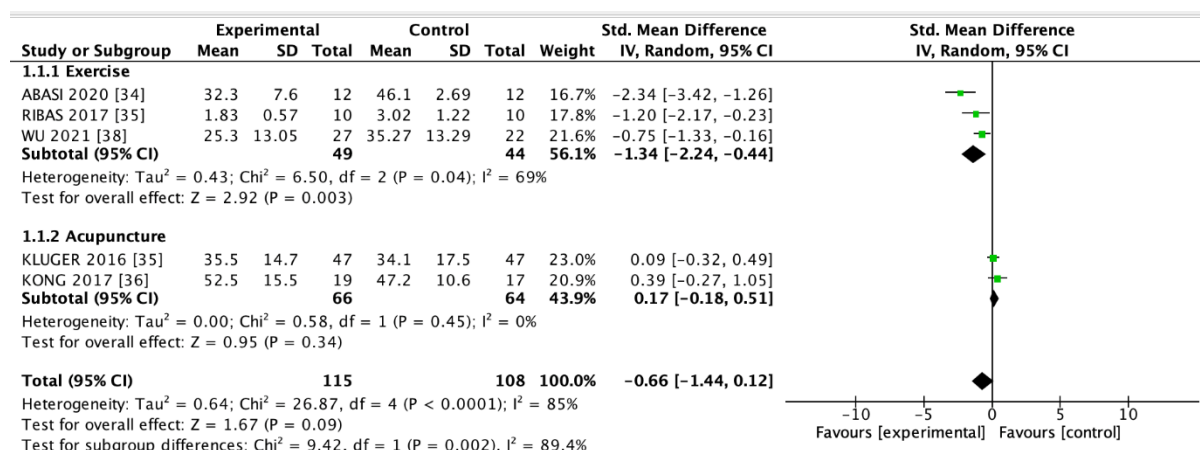 Experimental Control Std. Mean Difference Std. Mean Difference
Study or Subgroup Mean SD Total Mean SD Total Weight IV, Random, 95% CI IV, Random, 95% CI
1.1.1 Exercise
ABASI 2020 [34] 32.3 7.6 12 46.1 2.69 12 16.7% -2.34 [-3.42, -1.26]
RIBAS 2017 [35] 1.83 0.57 10 3.02 1.22 10 17.8% -1.20 [-2.17, -0.23]
WU 2021 [38] 25.3 13.05 27 35.27 13.29 22 21.6% -0.75 [-1.33, -0.16]
Subtotal (95% CI) 49 44 56.1% -1.34 [-2.24, -0.44]
Heterogeneity: Tau² = 0.43; Chi² = 6.50, df = 2 (P = 0.04); I² = 69%
Test for overall effect: Z = 2.92 (P = 0.003)
1.1.2 Acupuncture
KLUGER 2016 [35] 35.5 14.7 47 34.1 17.5 47 23.0% 0.09 [-0.32, 0.49]
KONG 2017 [36] 52.5 15.5 19 47.2 10.6 17 20.9% 0.39 [-0.27, 1.05]
Subtotal (95% CI) 66 64 43.9% 0.17 [-0.18, 0.51]
Heterogeneity: Tau² = 0.00; Chi² = 0.58, df = 1 (P = 0.45); I² = 0%
Test for overall effect: Z = 0.95 (P = 0.34)
Total (95% CI) 115 108 100.0% -0.66 [-1.44, 0.12]
Heterogeneity: Tau² = 0.64; Chi² = 26.87, df = 4 (P < 0.0001); I² = 85%
Test for overall effect: Z = 1.67 (P = 0.09)
Test for subgroup differences: Chi² = 9.42, df = 1 (P = 0.002), I² = 89.4%
-10 -5 0 5 10
Favours [experimental] Favours [control]